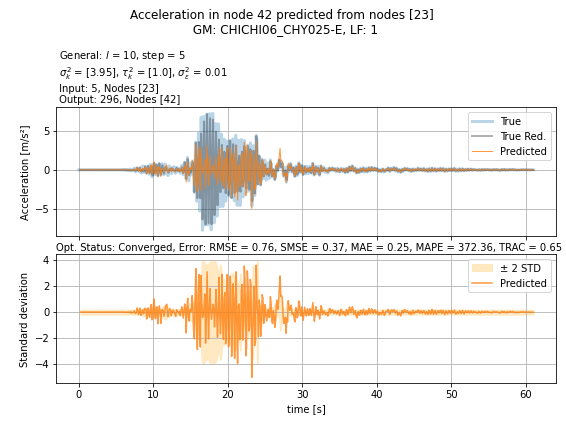 Acceleration in node 42 predicted from nodes [23]
GM: CHICHI06_CHY025-E, LF: 1
General: l = 10, step = 5
σ²ₖ = [3.95], τ²ₖ = [1.0], σ²ε = 0.01
Input: 5, Nodes [23]
Output: 296, Nodes [42]
Acceleration [m/s²]
5
0
−5
True
True Red.
Predicted
Opt. Status: Converged, Error: RMSE = 0.76, SMSE = 0.37, MAE = 0.25, MAPE = 372.36, TRAC = 0.65
Standard deviation
4
2
0
−2
−4
± 2 STD
Predicted
0 10 20 30 40 50 60
time [s]